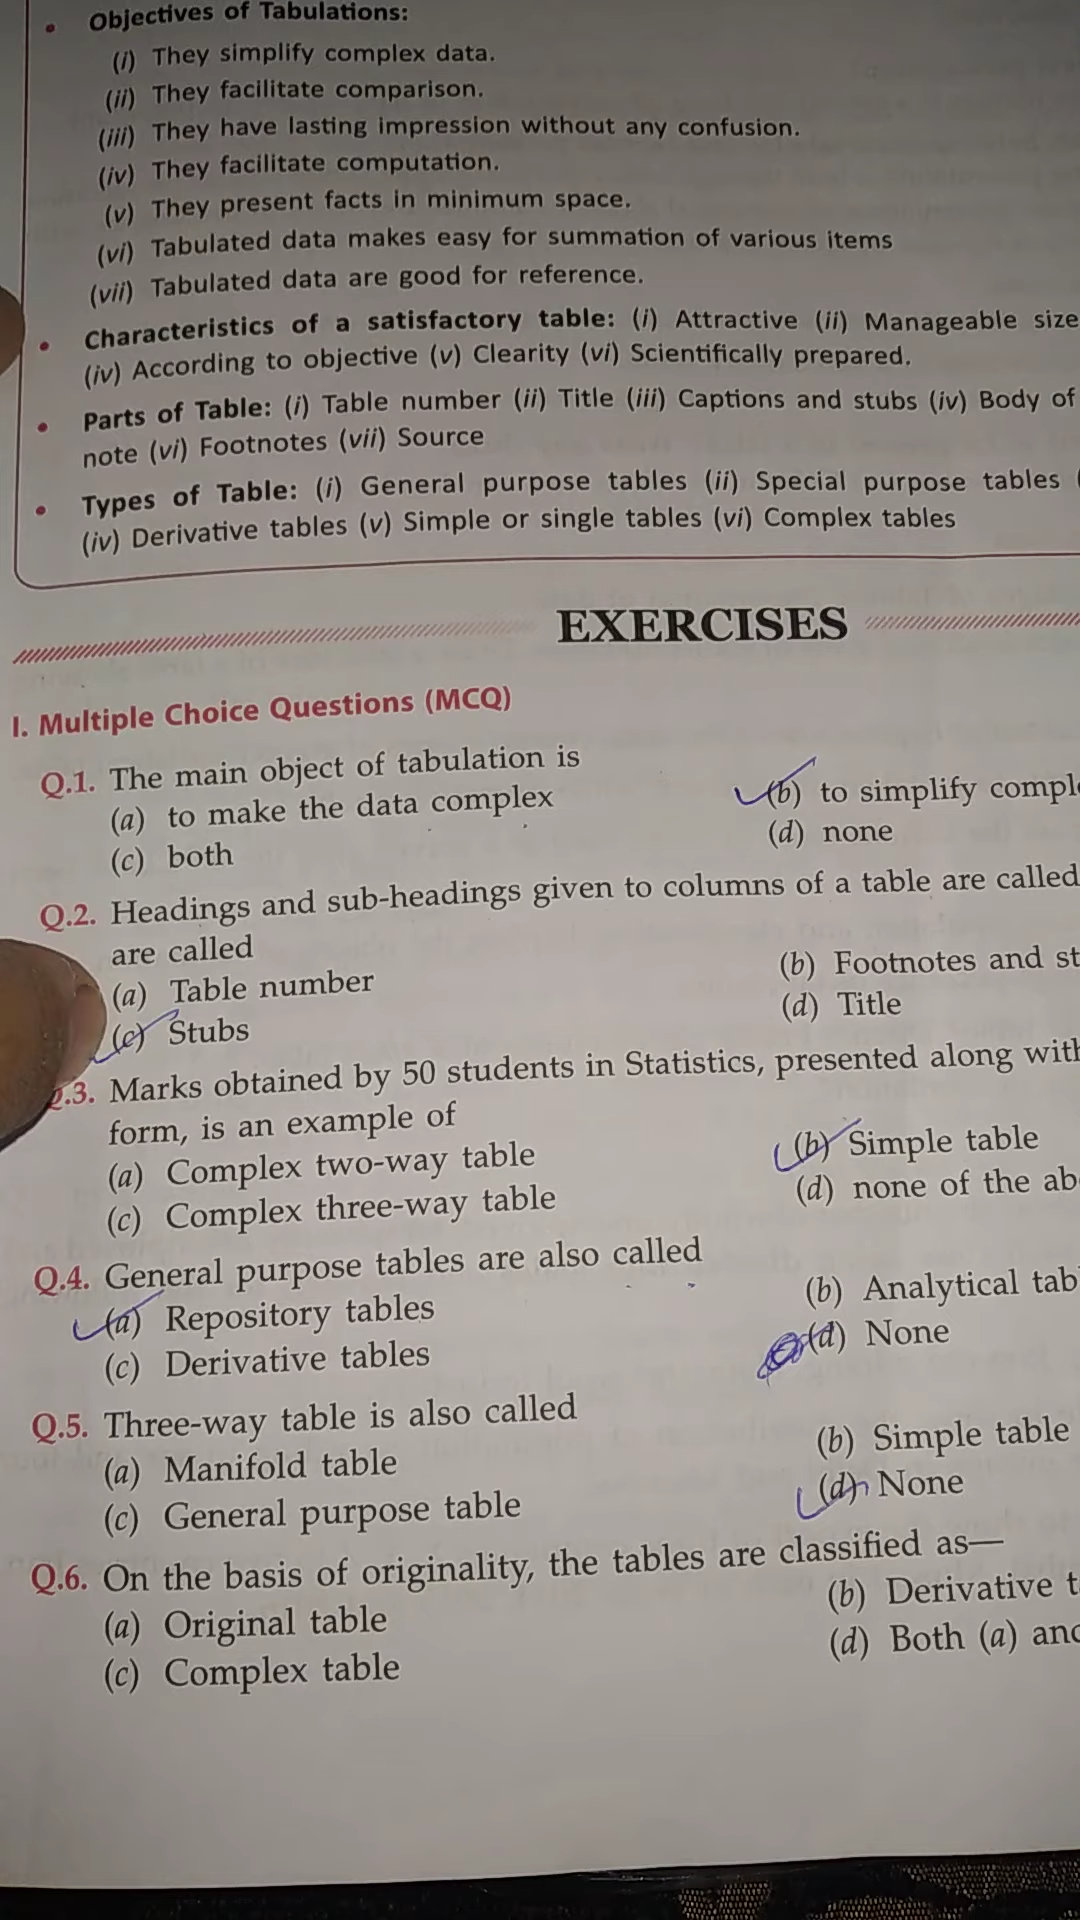 • Objectives of Tabulations:
(i) They simplify complex data.
(ii) They facilitate comparison.
(iii) They have lasting impression without any confusion.
(iv) They facilitate computation.
(v) They present facts in minimum space.
(vi) Tabulated data makes easy for summation of various items
(vii) Tabulated data are good for reference.
• Characteristics of a satisfactory table: (i) Attractive (ii) Manageable size
(iv) According to objective (v) Clearity (vi) Scientifically prepared.
• Parts of Table: (i) Table number (ii) Title (iii) Captions and stubs (iv) Body of
note (vi) Footnotes (vii) Source
• Types of Table: (i) General purpose tables (ii) Special purpose tables
(iv) Derivative tables (v) Simple or single tables (vi) Complex tables
EXERCISES
I. Multiple Choice Questions (MCQ)
Q.1. The main object of tabulation is
(a) to make the data complex (b) to simplify
(c) both (d) none
Q.2. Headings and sub-headings given to columns of a table are called
are called
(a) Table number (b) Footnotes and
(c) Stubs (d) Title
.3. Marks obtained by 50 students in Statistics, presented along with
form, is an example of
(a) Complex two-way table (b) Simple table
(c) Complex three-way table (d) none of the
Q.4. General purpose tables are also called
(a) Repository tables (b) Analytical
(c) Derivative tables (d) None
Q.5. Three-way table is also called
(a) Manifold table (b) Simple table
(c) General purpose table (d) None
Q.6. On the basis of originality, the tables are classified as—
(a) Original table (b) Derivative
(c) Complex table (d) Both (a)